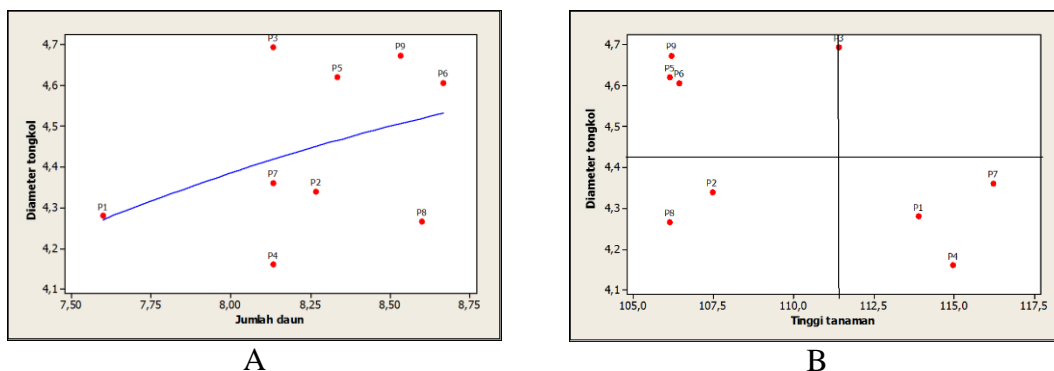 Diameter tongkol
4,7
4,6
4,5
4,4
4,3
4,2
4,1
P3
P9
P5
P6
P7
P2
P1
P8
P4
7,50
7,75
8,00
8,25
8,50
8,75
Jumlah daun
A
Diameter tongkol
4,7
4,6
4,5
4,4
4,3
4,2
4,1
P3
P9
P5
P6
P7
P2
P8
P1
P4
105,0
107,5
110,0
112,5
115,0
117,5
Tinggi tanaman
B